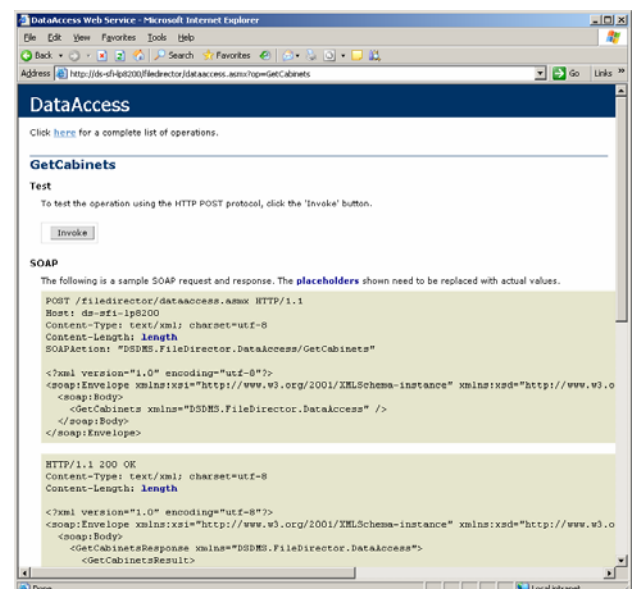 DataAccess Web Service - Microsoft Internet Explorer
File Edit View Favorites Tools Help
Back Search Favorites
Address http://ds-sfi-lp8200/filedirector/dataaccess.asmx?op=GetCabinets Go Links »
DataAccess
Click here for a complete list of operations.
GetCabinets
Test
To test the operation using the HTTP POST protocol, click the 'Invoke' button.
Invoke
SOAP
The following is a sample SOAP request and response. The placeholders shown need to be replaced with actual values.
POST /filedirector/dataaccess.asmx HTTP/1.1
Host: ds-sfi-lp8200
Content-Type: text/xml; charset=utf-8
Content-Length: length
SOAPAction: "DSDMS.FileDirector.DataAccess/GetCabinets"
<?xml version="1.0" encoding="utf-8"?>
<soap:Envelope xmlns:xsi="http://www.w3.org/2001/XMLSchema-instance" xmlns:xsd="http://www.w3.o
<soap:Body>
<GetCabinets xmlns="DSDMS.FileDirector.DataAccess" />
</soap:Body>
</soap:Envelope>
HTTP/1.1 200 OK
Content-Type: text/xml; charset=utf-8
Content-Length: length
<?xml version="1.0" encoding="utf-8"?>
<soap:Envelope xmlns:xsi="http://www.w3.org/2001/XMLSchema-instance" xmlns:xsd="http://www.w3.o
<soap:Body>
<GetCabinetsResponse xmlns="DSDMS.FileDirector.DataAccess">
<GetCabinetsResult>
Done Local intranet